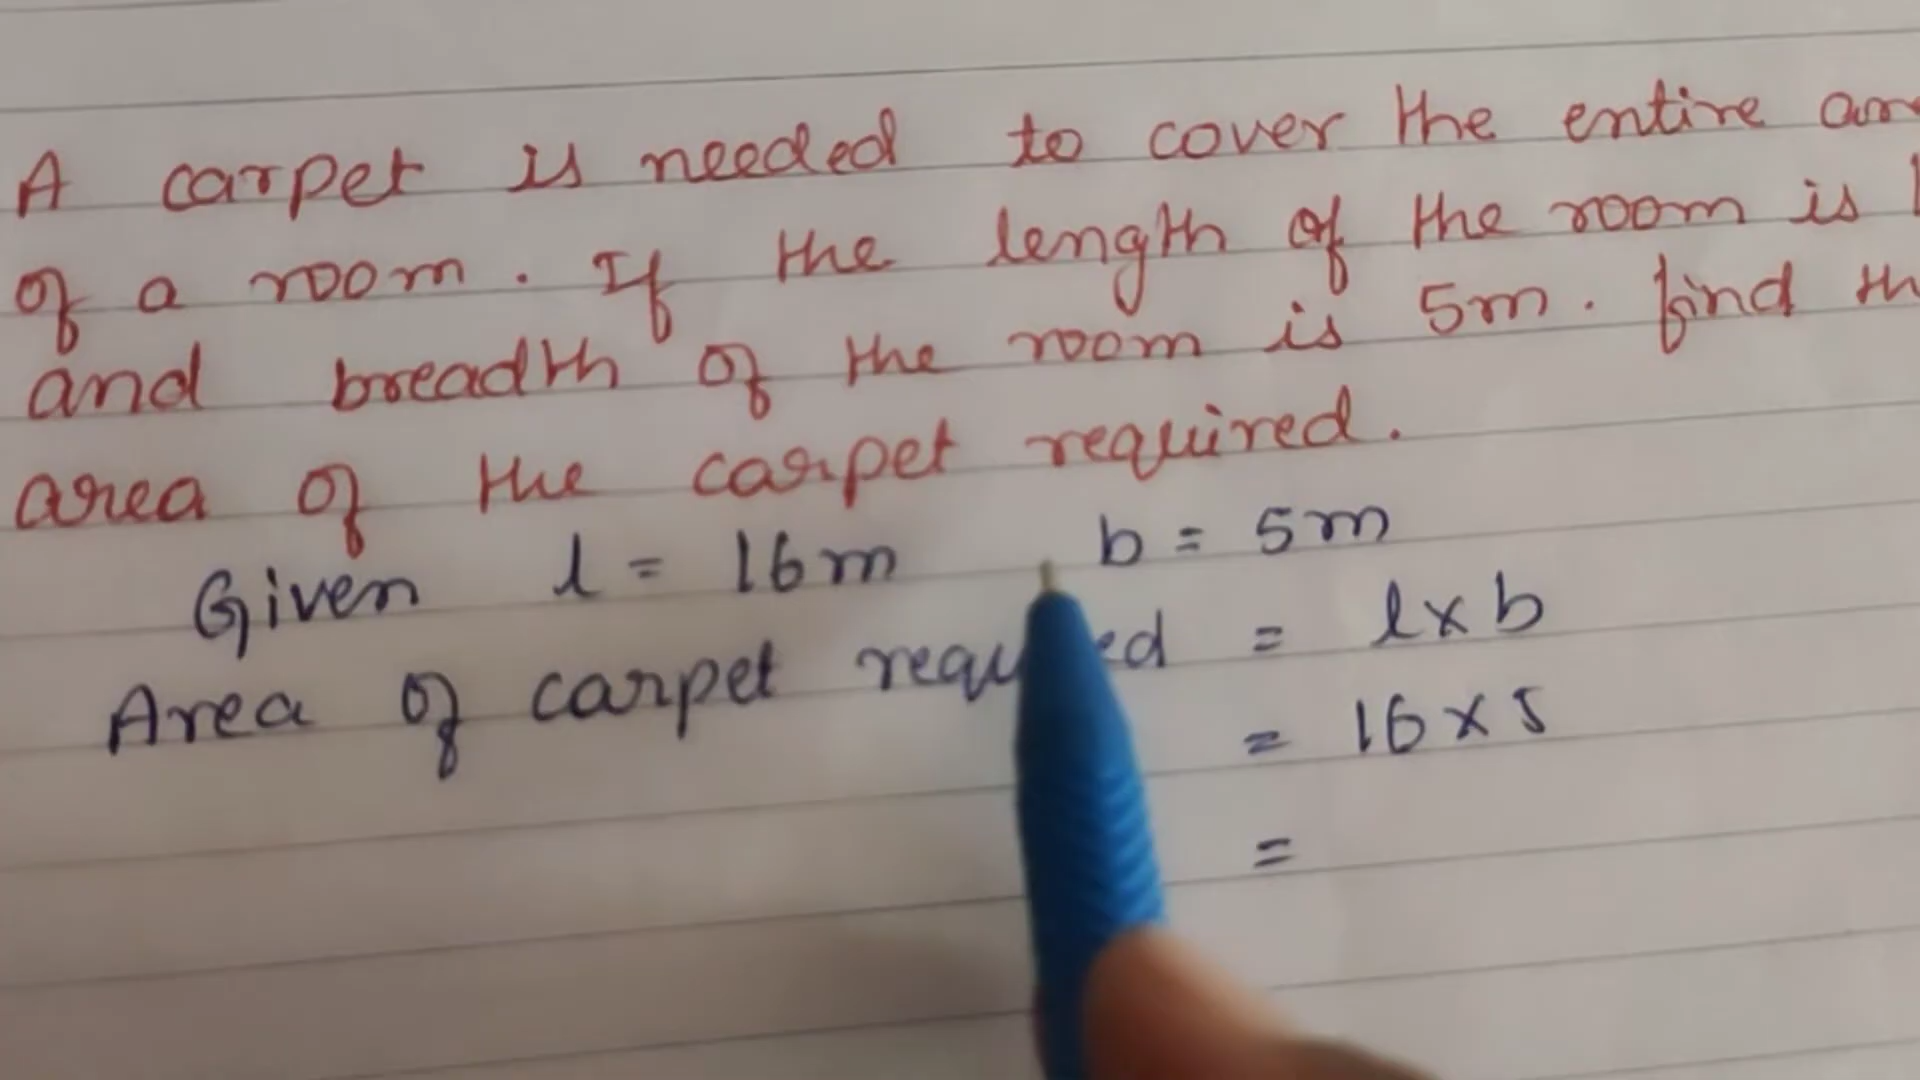 A carpet is needed to cover the entire
of a room. If the length of the room is
and breadth of the room is 5m. find
area of the carpet required.
Given l = 16m b = 5m
Area of carpet required = l × b
= 16 × 5
=